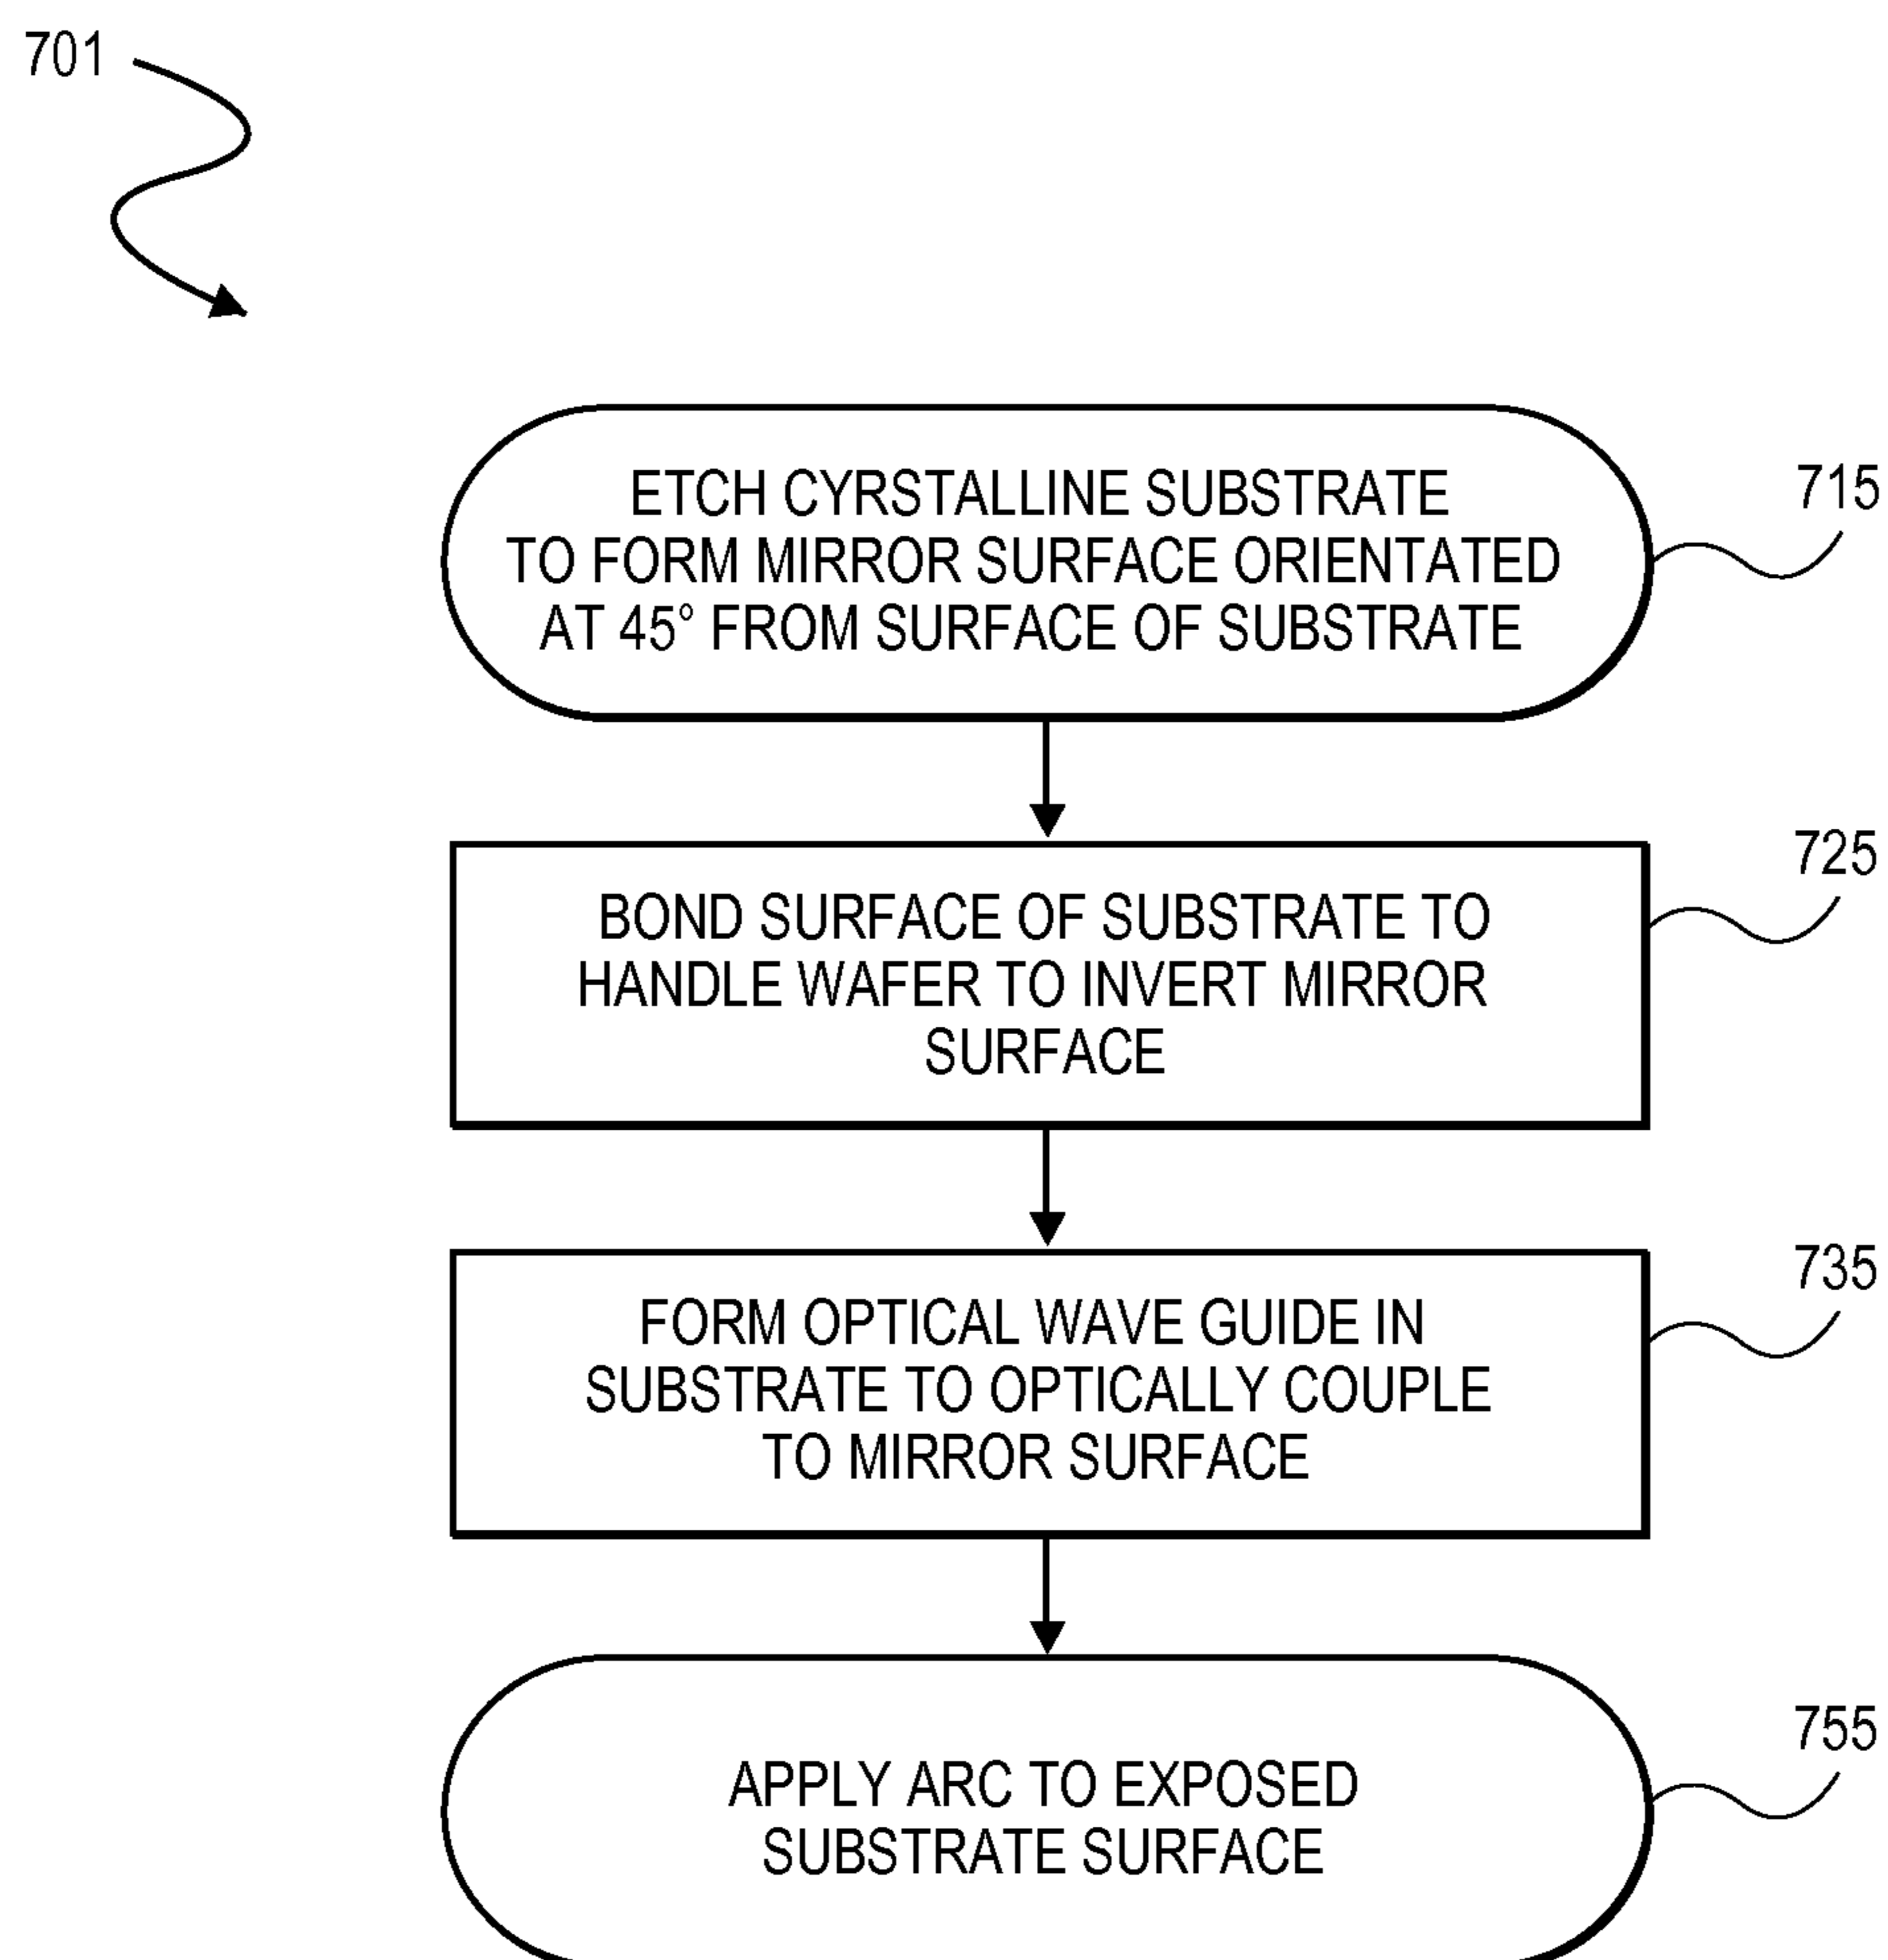 701
ETCH CYRSTALLINE SUBSTRATE
TO FORM MIRROR SURFACE ORIENTATED
AT 45° FROM SURFACE OF SUBSTRATE
715
BOND SURFACE OF SUBSTRATE TO
HANDLE WAFER TO INVERT MIRROR
SURFACE
725
FORM OPTICAL WAVE GUIDE IN
SUBSTRATE TO OPTICALLY COUPLE
TO MIRROR SURFACE
735
APPLY ARC TO EXPOSED
SUBSTRATE SURFACE
755